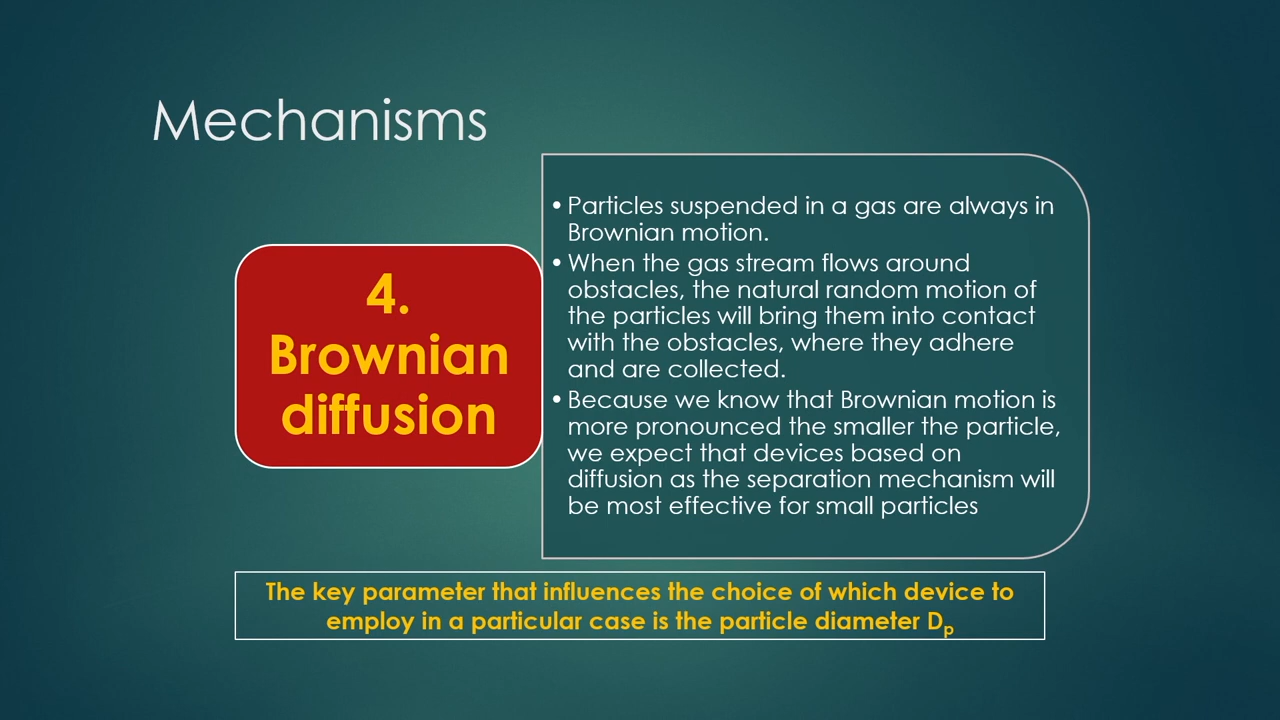 Mechanisms
4.
Brownian
diffusion
• Particles suspended in a gas are always in
Brownian motion.
• When the gas stream flows around
obstacles, the natural random motion of
the particles will bring them into contact
with the obstacles, where they adhere
and are collected.
• Because we know that Brownian motion is
more pronounced the smaller the particle,
we expect that devices based on
diffusion as the separation mechanism will
be most effective for small particles
The key parameter that influences the choice of which device to
employ in a particular case is the particle diameter Dp